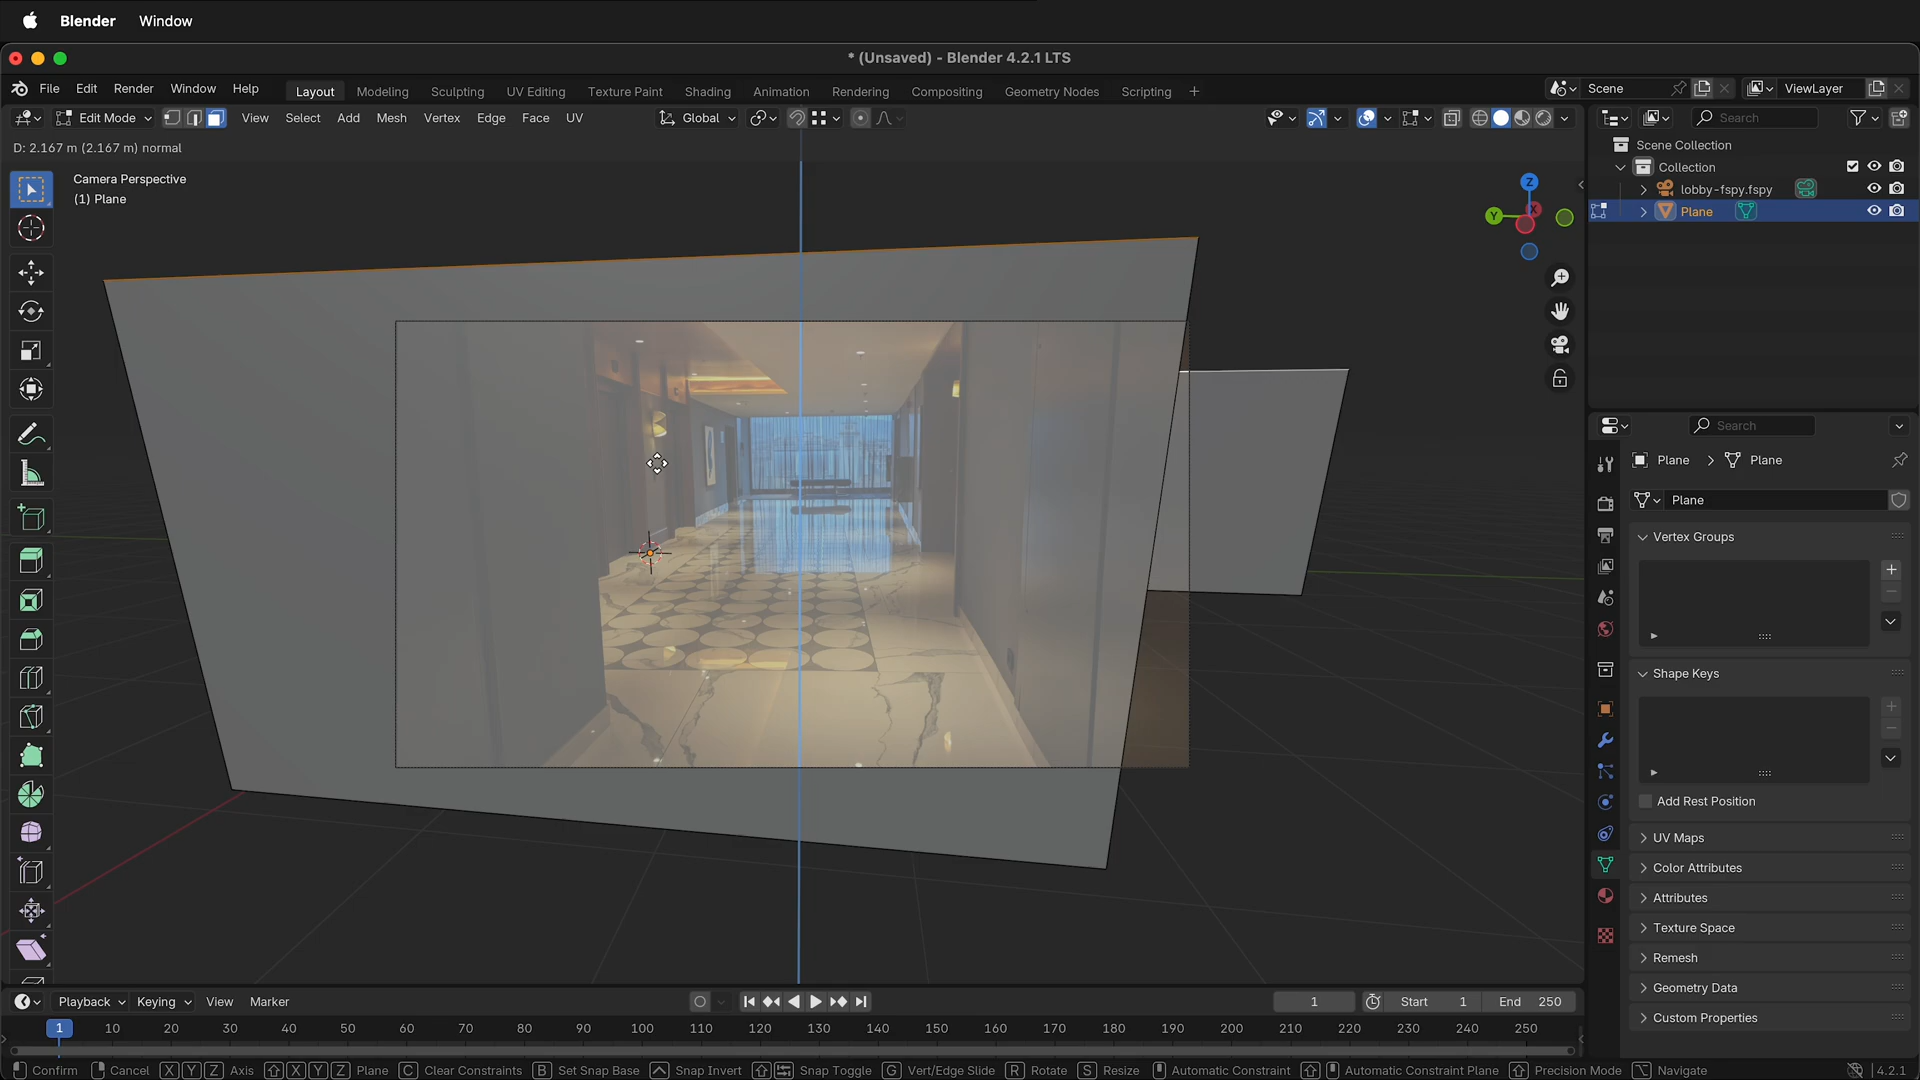 Blender Window
* (Unsaved) - Blender 4.2.1 LTS
File Edit Render Window Help Layout Modeling Sculpting UV Editing Texture Paint Shading Animation Rendering Compositing Geometry Nodes Scripting + Scene ViewLayer
Edit Mode View Select Add Mesh Vertex Edge Face UV Global Search
D: 2.167 m (2.167 m) normal
Scene Collection
Collection
Camera Perspective
lobby-fspy.fspy
(1) Plane
Plane
Z
Y
X
Search
Plane > Plane
Plane
Vertex Groups
Shape Keys
Add Rest Position
UV Maps
Color Attributes
Attributes
Texture Space
Remesh
Geometry Data
Custom Properties
Playback Keying View Marker 1 Start 1 End 250
1 10 20 30 40 50 60 70 80 90 100 110 120 130 140 150 160 170 180 190 200 210 220 230 240 250
Confirm Cancel X Y Z Axis X Y Z Plane C Clear Constraints B Set Snap Base Snap Invert Snap Toggle G Vert/Edge Slide R Rotate S Resize Automatic Constraint Automatic Constraint Plane Precision Mode Navigate 4.2.1